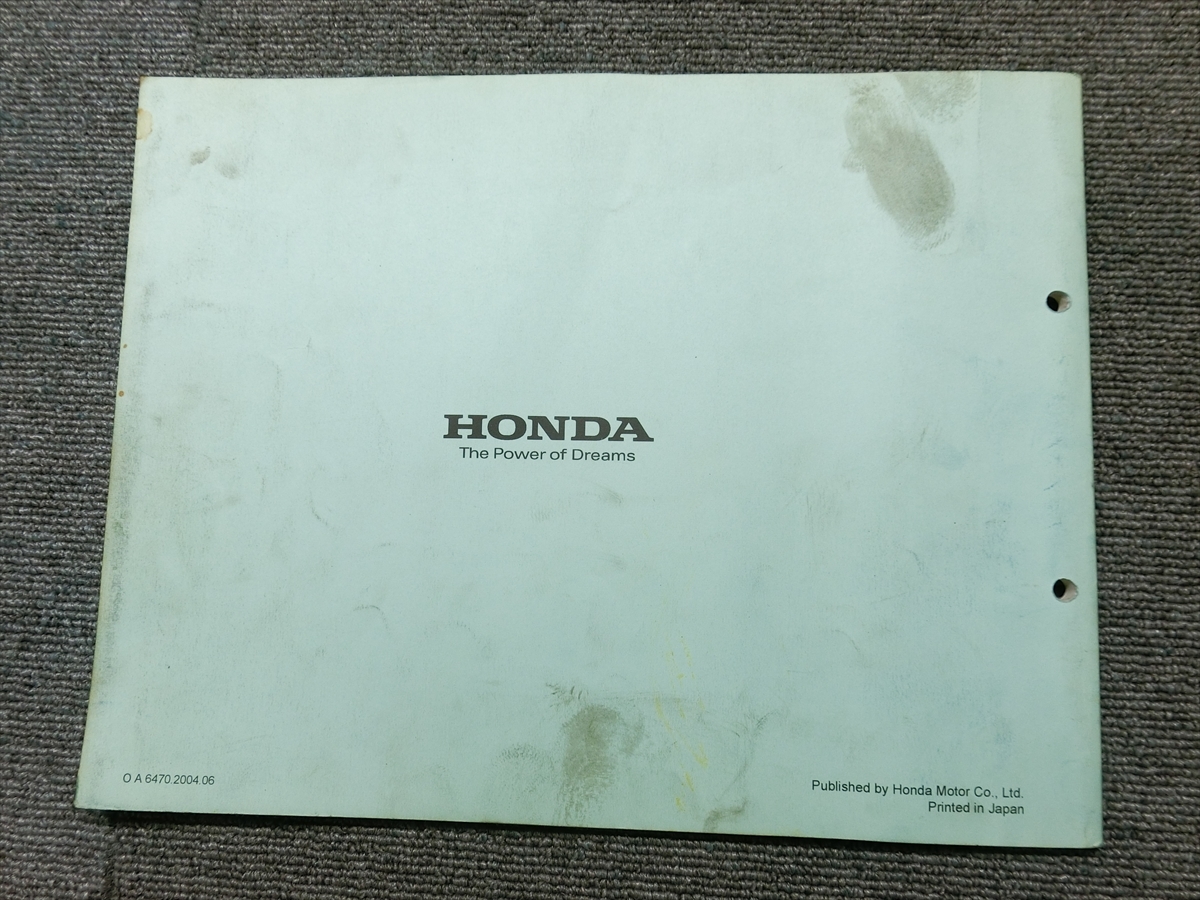 HONDA
The Power of Dreams
O A 6470.2004.06
Published by Honda Motor Co., Ltd.
Printed in Japan